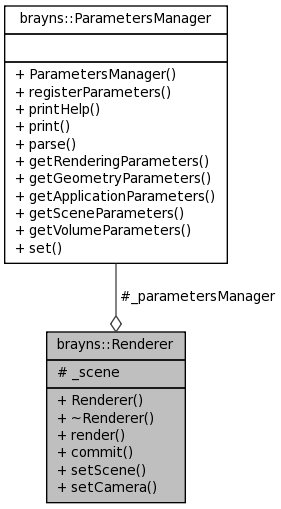 brayns::ParametersManager
+ ParametersManager()
+ registerParameters()
+ printHelp()
+ print()
+ parse()
+ getRenderingParameters()
+ getGeometryParameters()
+ getApplicationParameters()
+ getSceneParameters()
+ getVolumeParameters()
+ set()
#_parametersManager
brayns::Renderer
# _scene
+ Renderer()
+ ~Renderer()
+ render()
+ commit()
+ setScene()
+ setCamera()